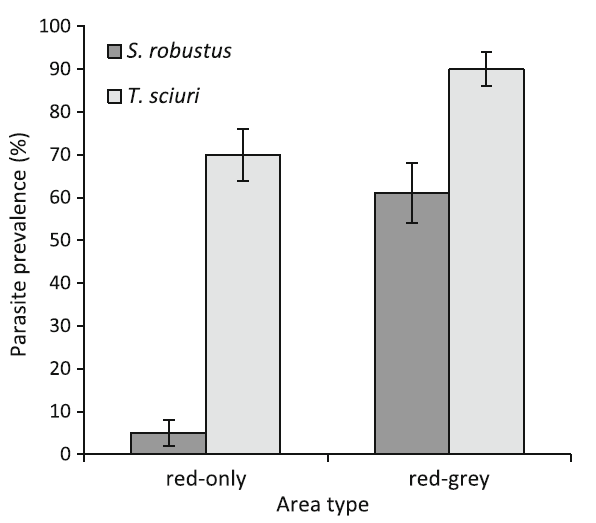 Parasite prevalence (%)
100
90
80
70
60
50
40
30
20
10
0
S. robustus
T. sciuri
red-only
red-grey
Area type